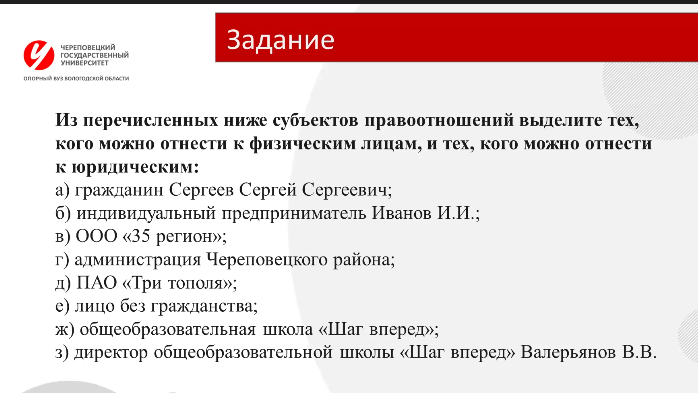 Задание
ЧЕРЕПОВЕЦКИЙ
ГОСУДАРСТВЕННЫЙ
УНИВЕРСИТЕТ
ОПОРНЫЙ ВУЗ ВОЛОГОДСКОЙ ОБЛАСТИ
Из перечисленных ниже субъектов правоотношений выделите тех,
кого можно отнести к физическим лицам, и тех, кого можно отнести
к юридическим:
а) гражданин Сергеев Сергей Сергеевич;
б) индивидуальный предприниматель Иванов И.И.;
в) ООО «35 регион»;
г) администрация Череповецкого района;
д) ПАО «Три тополя»;
е) лицо без гражданства;
ж) общеобразовательная школа «Шаг вперед»;
з) директор общеобразовательной школы «Шаг вперед» Валерьянов В.В.